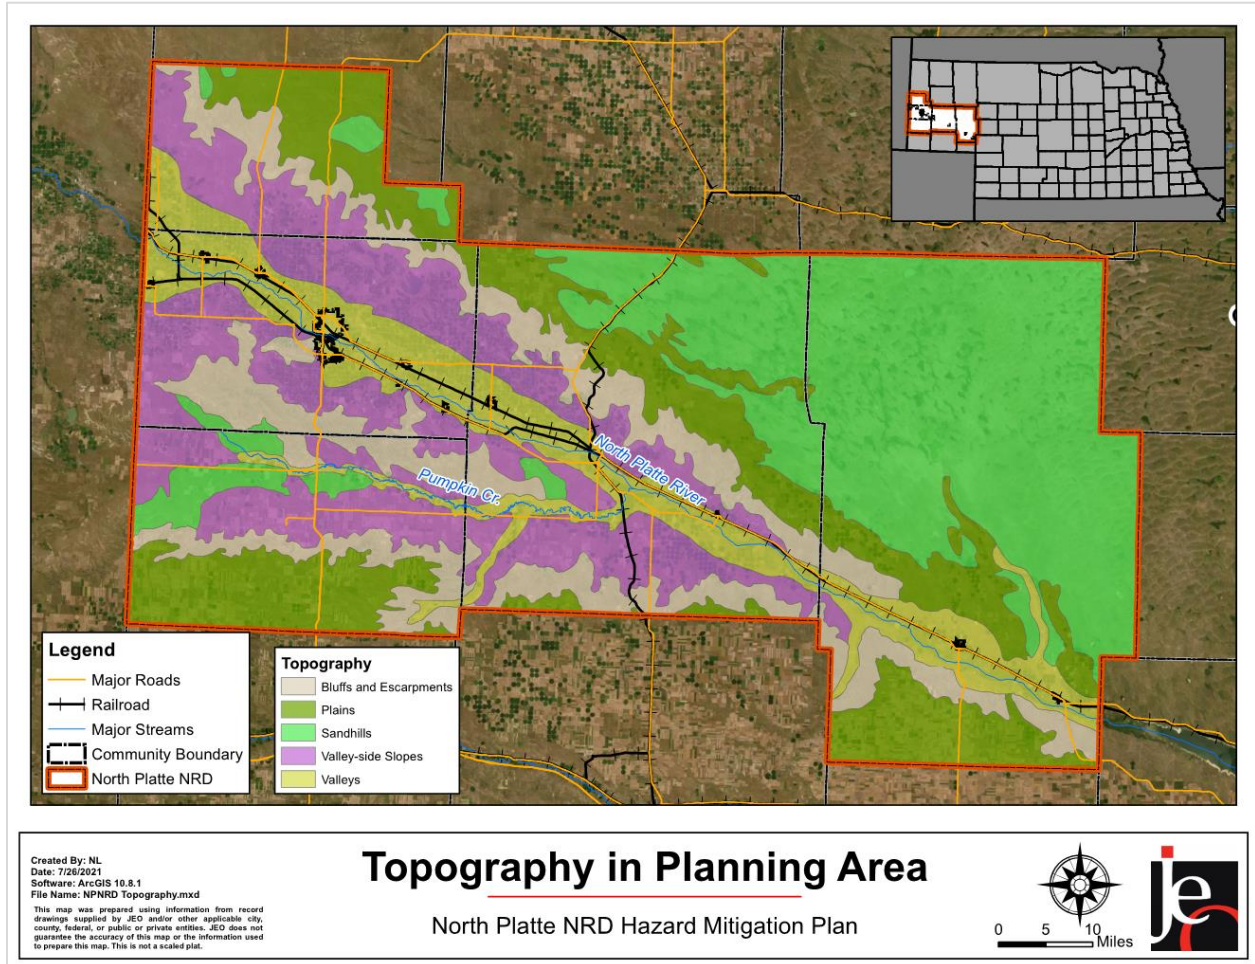 North Platte River
Pumpkin Cr.
Legend
Major Roads
Railroad
Major Streams
Community Boundary
North Platte NRD
Topography
Bluffs and Escarpments
Plains
Sandhills
Valley-side Slopes
Valleys
Created By: NL
Date: 7/26/2021
Software: ArcGIS 10.8.1
File Name: NPNRD Topography.mxd
This map was prepared using information from record
drawings supplied by JEO and/or other applicable city,
county, federal, or public or private entities. JEO does not
guarantee the accuracy of this map or the information used
to prepare this map. This is not a scaled plat.
Topography in Planning Area
North Platte NRD Hazard Mitigation Plan
0 5 10
Miles
jeo